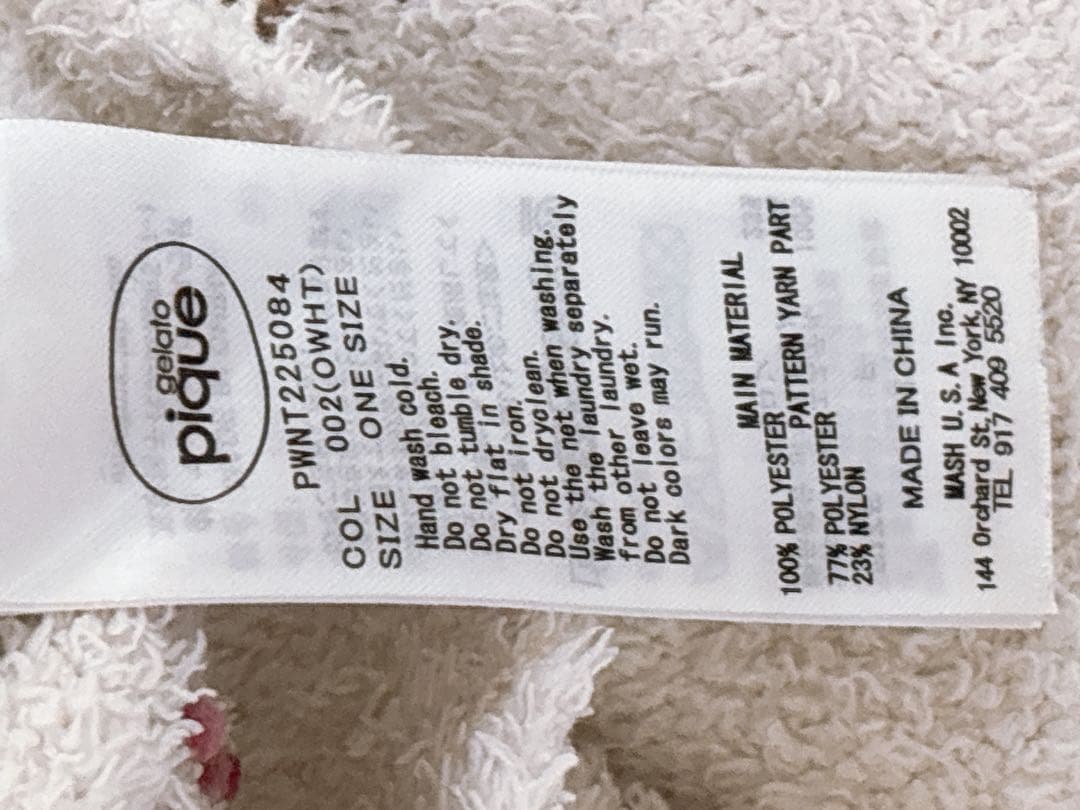 gelato
pique
PWNT225084
COL 002(OWHT)
SIZE ONE SIZE
Hand wash cold.
Do not bleach.
Do not tumble dry.
Dry flat in shade.
Do not iron.
Do not dryclean.
Use the net when washing.
Wash the laundry separately
from other laundry.
Do not leave wet.
Dark colors may run.
MAIN MATERIAL
100% POLYESTER
PATTERN YARN PART
77% POLYESTER
23% NYLON
MADE IN CHINA
MASH U.S.A Inc.
144 Orchard St, New York, NY 10002
TEL 917 409 5520